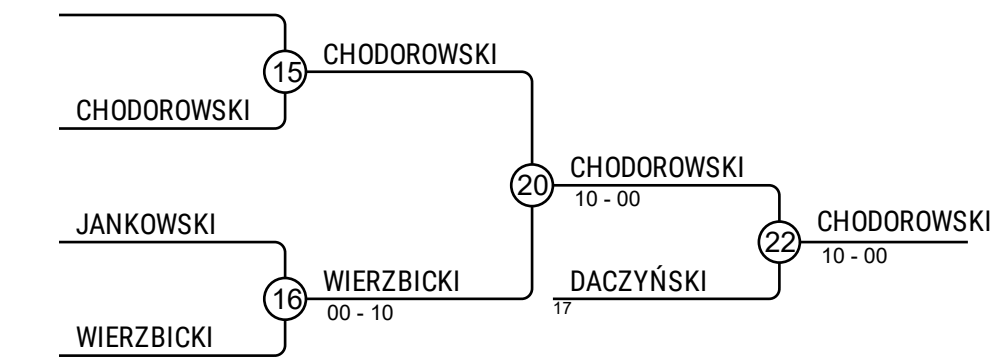 CHODOROWSKI
15
CHODOROWSKI
CHODOROWSKI
20
10 - 00
JANKOWSKI
CHODOROWSKI
22
10 - 00
WIERZBICKI
16
00 - 10
DACZYŃSKI
17
WIERZBICKI